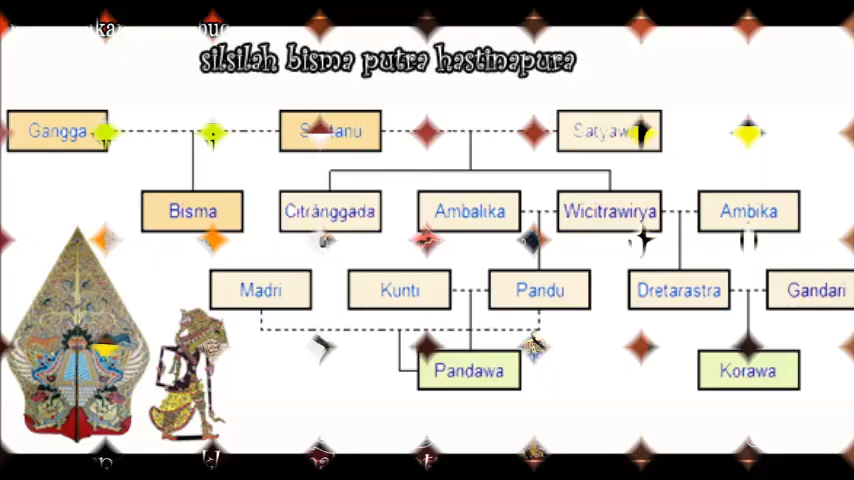 silsilah bisma putra hastinapura
Gangga
Bisma Citrânggada Ambalika Wicitrawirya Ambika
Madri Kunti Pandu Dretarastra Gandari
Pandawa Korawa